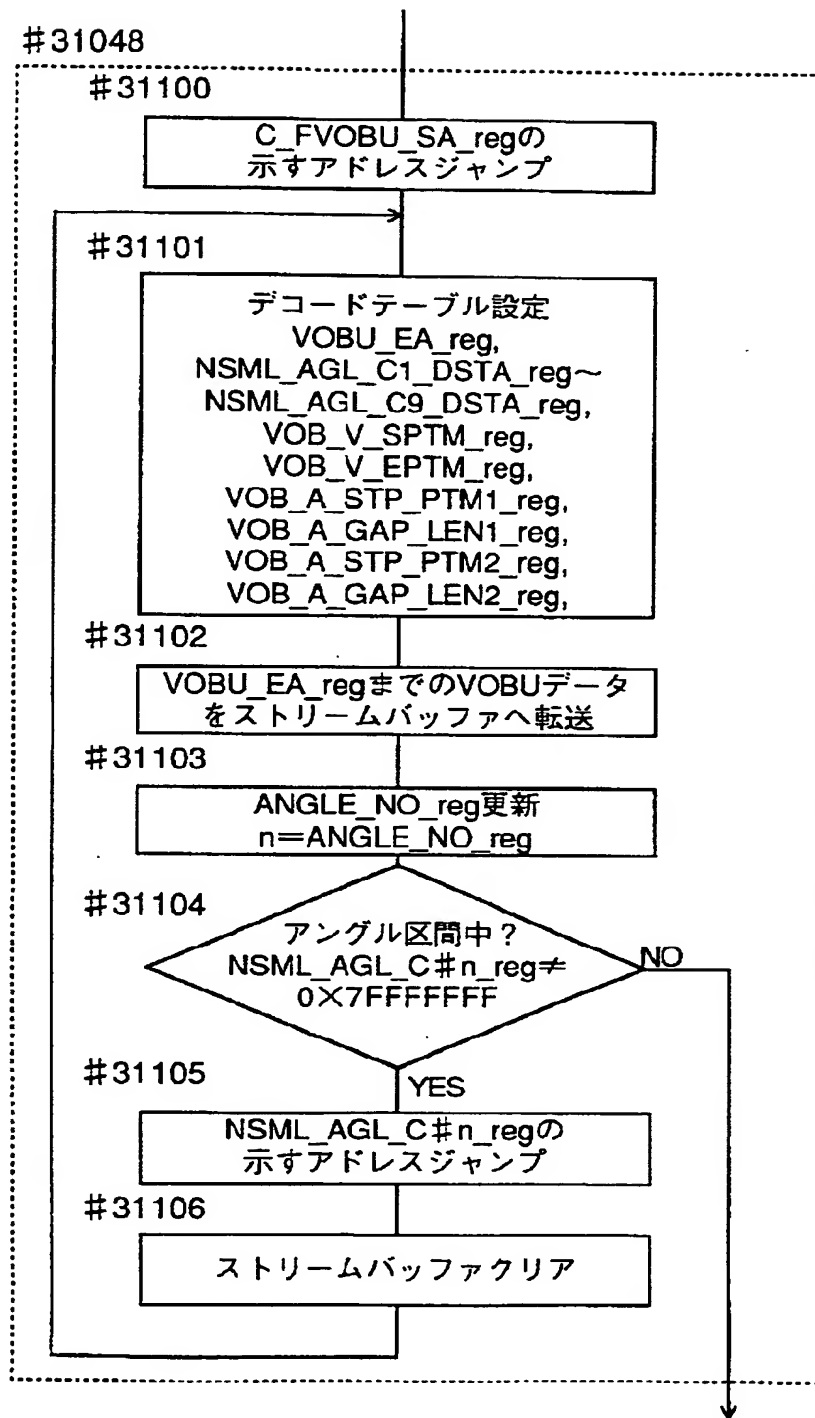 #31048
#31100
C_FVOBU_SA_regの
示すアドレスジャンプ
#31101
デコードテーブル設定
VOBU_EA_reg,
NSML_AGL_C1_DSTA_reg~
NSML_AGL_C9_DSTA_reg,
VOB_V_SPTM_reg,
VOB_V_EPTM_reg,
VOB_A_STP_PTM1_reg,
VOB_A_GAP_LEN1_reg,
VOB_A_STP_PTM2_reg,
VOB_A_GAP_LEN2_reg,
#31102
VOBU_EA_regまでのVOBUデータ
をストリームバッファへ転送
#31103
ANGLE_NO_reg更新
n=ANGLE_NO_reg
#31104
アングル区間中?
NSML_AGL_C#n_reg≠
0×7FFFFFFF
NO
YES
#31105
NSML_AGL_C#n_regの
示すアドレスジャンプ
#31106
ストリームバッファクリア